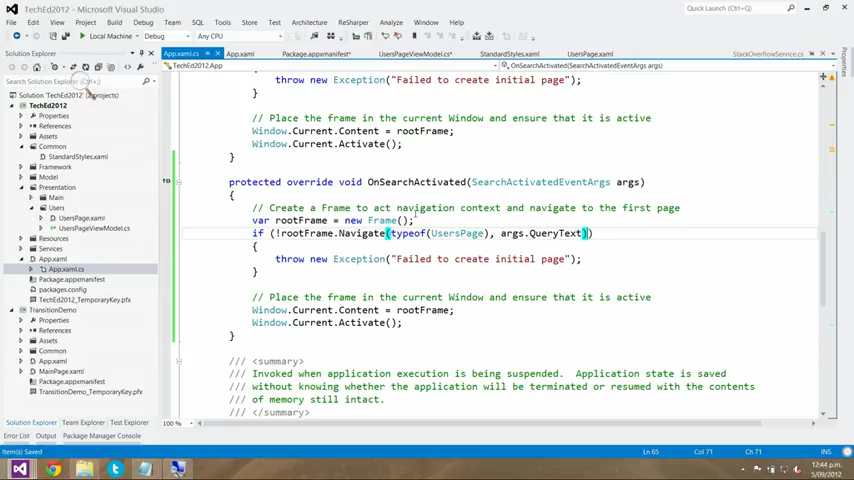 TechEd2012 - Microsoft Visual Studio
Quick Launch (Ctrl+Q)
File Edit View Project Build Debug Team SQL Tools Store Test Architecture ReSharper Analyze Window Help
Local Machine Debug Any CPU
Solution Explorer
Search Solution Explorer (Ctrl+;)
Solution 'TechEd2012' (2 projects)
TechEd2012
Properties
References
Assets
Common
StandardStyles.xaml
Framework
Model
Presentation
Main
Users
UsersPage.xaml
UsersPageViewModel.cs
Resources
Services
App.xaml
App.xaml.cs
Package.appxmanifest
packages.config
TechEd2012_TemporaryKey.pfx
TransitionDemo
Properties
References
Assets
Common
App.xaml
MainPage.xaml
Package.appxmanifest
TransitionDemo_TemporaryKey.pfx
Solution Explorer Team Explorer Test Explorer
App.xaml.cs App.xaml Package.appxmanifest* UsersPageViewModel.cs* StandardStyles.xaml UsersPage.xaml StackOverflowService.cs
TechEd2012.App OnSearchActivated(SearchActivatedEventArgs args)
throw new Exception("Failed to create initial page");
}
// Place the frame in the current Window and ensure that it is active
Window.Current.Content = rootFrame;
Window.Current.Activate();
}
protected override void OnSearchActivated(SearchActivatedEventArgs args)
{
// Create a Frame to act navigation context and navigate to the first page
var rootFrame = new Frame();
if (!rootFrame.Navigate(typeof(UsersPage), args.QueryText))
{
throw new Exception("Failed to create initial page");
}
// Place the frame in the current Window and ensure that it is active
Window.Current.Content = rootFrame;
Window.Current.Activate();
}
/// <summary>
/// Invoked when application execution is being suspended.  Application state is saved
/// without knowing whether the application will be terminated or resumed with the contents
/// of memory still intact.
/// </summary>
100 %
Properties
Error List Output Package Manager Console
Item(s) Saved Ln 65 Col 71 Ch 71 INS
12:44 p.m.
5/09/2012